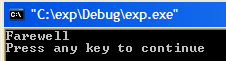 "C:\exp\Debug\exp.exe"
Farewell
Press any key to continue